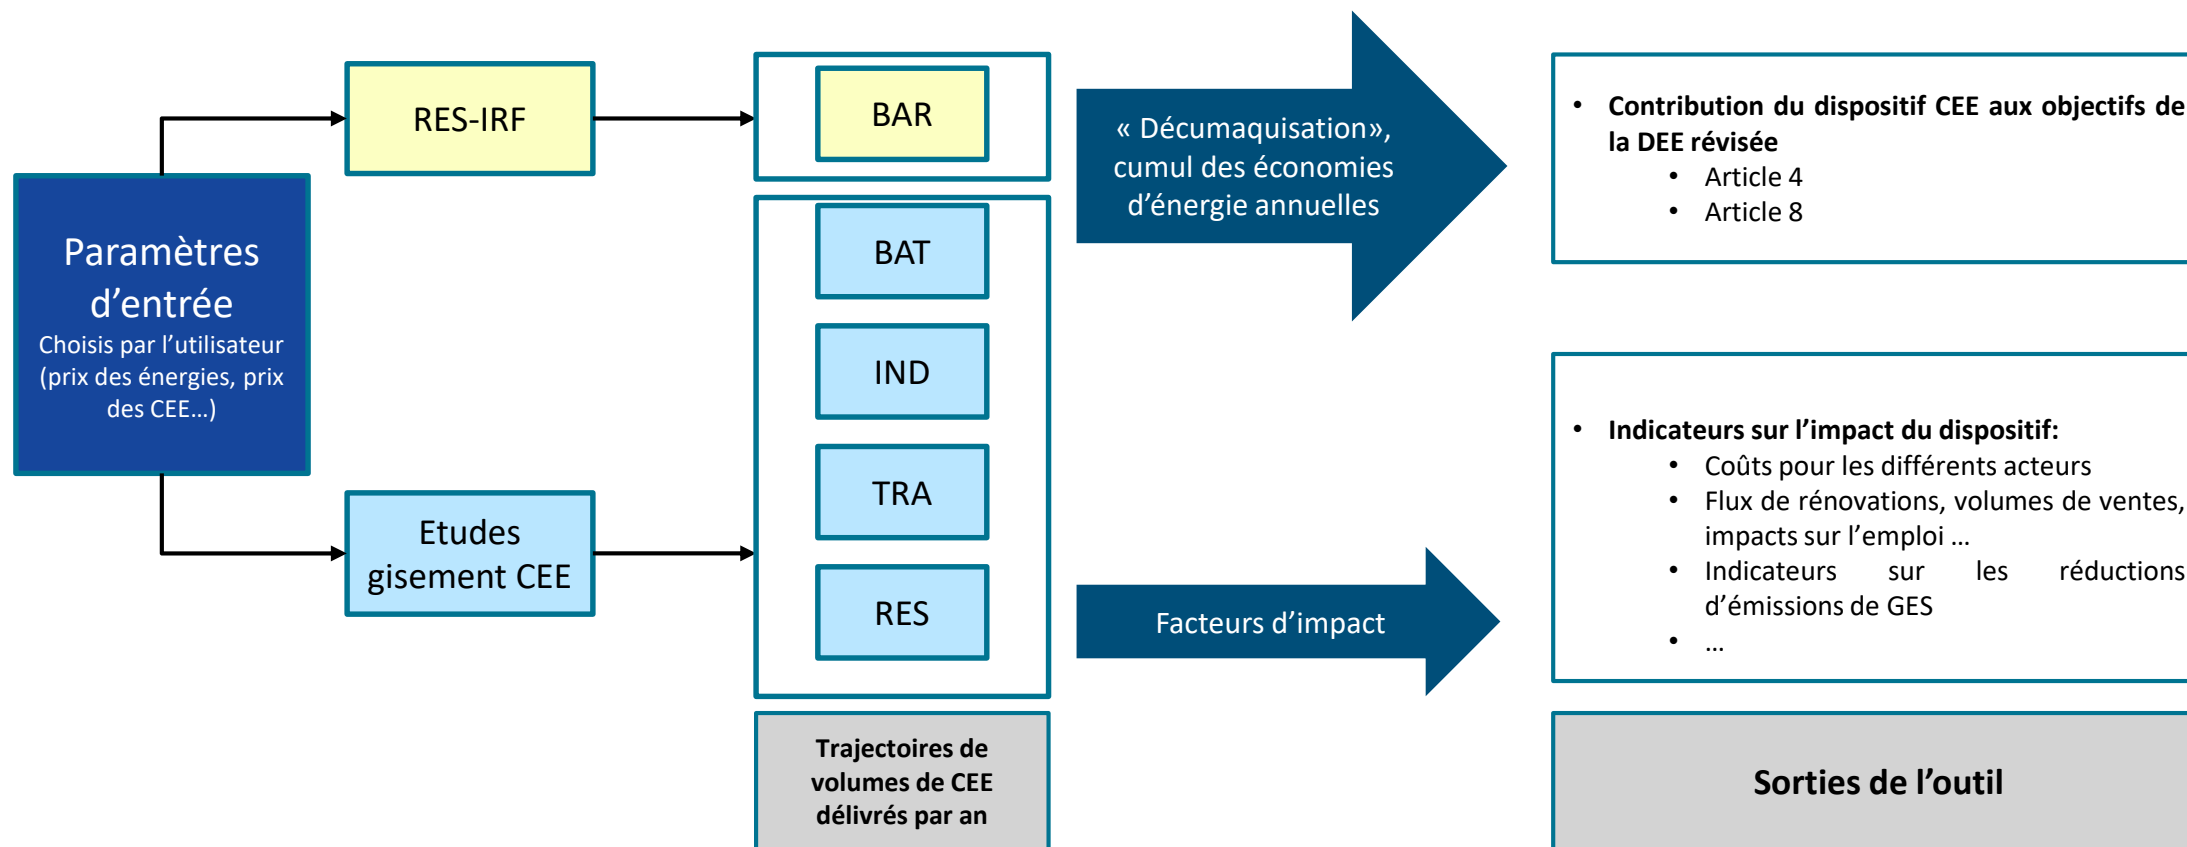 Paramètres
d’entrée
Choisis par l’utilisateur
(prix des énergies, prix
des CEE…)
RES-IRF
Etudes
gisement CEE
BAR
BAT
IND
TRA
RES
Trajectoires de
volumes de CEE
délivrés par an
« Décumaquisation»,
cumul des économies
d’énergie annuelles
Facteurs d’impact
• Contribution du dispositif CEE aux objectifs de
la DEE révisée
• Article 4
• Article 8
• Indicateurs sur l’impact du dispositif:
• Coûts pour les différents acteurs
• Flux de rénovations, volumes de ventes,
impacts sur l’emploi …
• Indicateurs sur les réductions
d’émissions de GES
• …
Sorties de l’outil